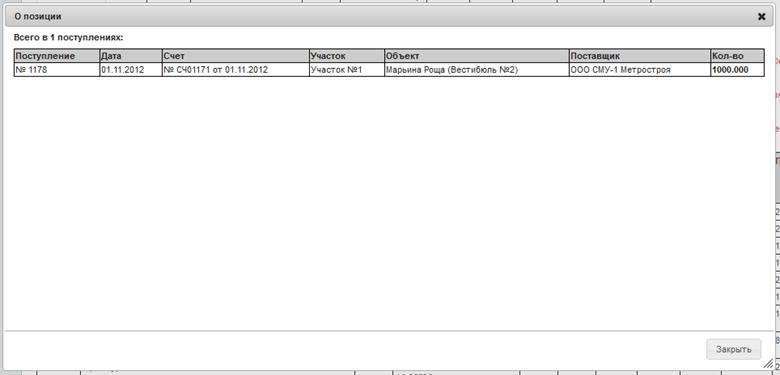 О позиции
Всего в 1 поступлениях:
Поступление Дата Счет Участок Объект Поставщик Кол-во
№ 1178 01.11.2012 № СЧ01171 от 01.11.2012 Участок №1 Марьина Роща (Вестибюль №2) ООО СМУ-1 Метростроя 1000.000
Закрыть